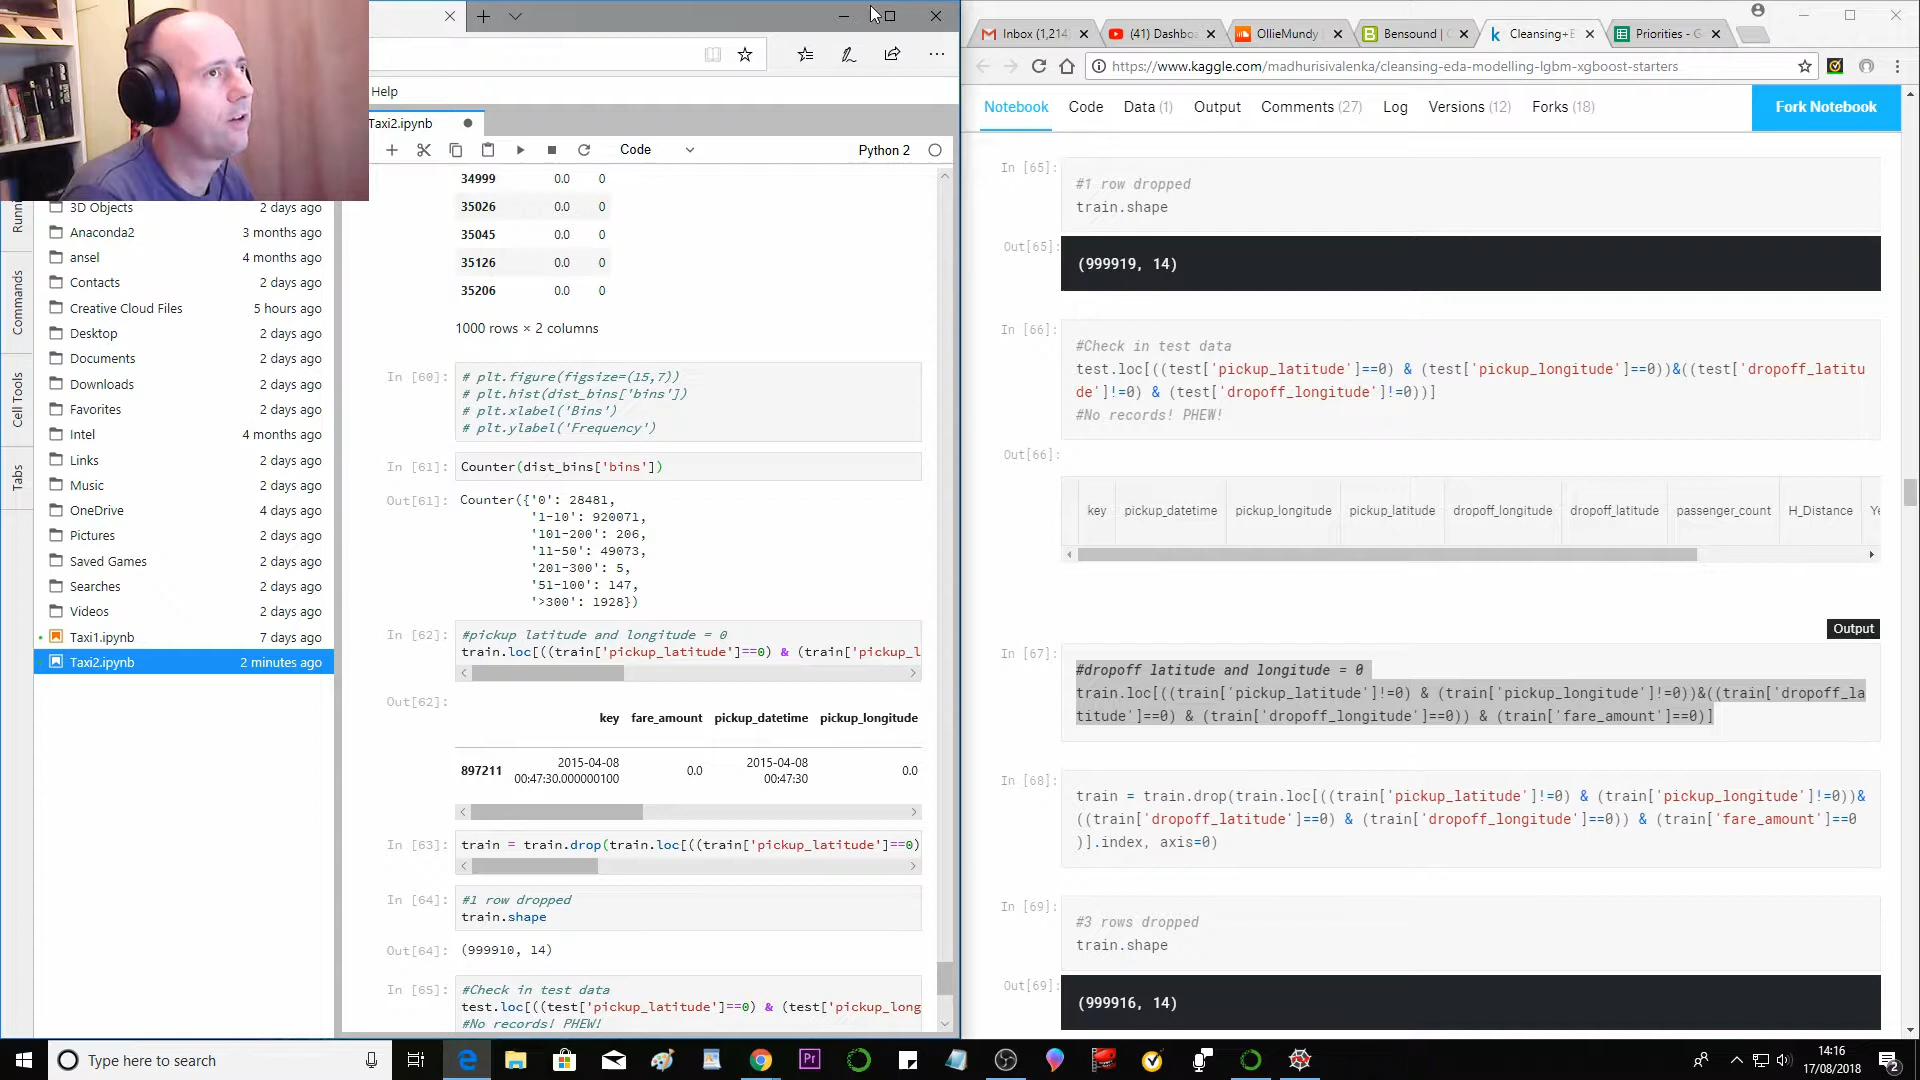 Inbox (1,214
(41) Dashbo
OllieMundy
Bensound | 
Cleansing+E
Priorities - G
https://www.kaggle.com/madhurisivalenka/cleansing-eda-modelling-lgbm-xgboost-starters
Help
Notebook
Code
Data (1)
Output
Comments (27)
Log
Versions (12)
Forks (18)
Fork Notebook
Taxi2.ipynb
Code
Python 2
Commands
Cell Tools
Tabs
3D Objects 2 days ago
Anaconda2 3 months ago
ansel 4 months ago
Contacts 2 days ago
Creative Cloud Files 5 hours ago
Desktop 2 days ago
Documents 2 days ago
Downloads 2 days ago
Favorites 2 days ago
Intel 4 months ago
Links 2 days ago
Music 2 days ago
OneDrive 4 days ago
Pictures 2 days ago
Saved Games 2 days ago
Searches 2 days ago
Videos 2 days ago
Taxi1.ipynb 7 days ago
Taxi2.ipynb 2 minutes ago
34999 0.0 0
35026 0.0 0
35045 0.0 0
35126 0.0 0
35206 0.0 0
1000 rows × 2 columns
In [60]:
# plt.figure(figsize=(15,7))
# plt.hist(dist_bins['bins'])
# plt.xlabel('Bins')
# plt.ylabel('Frequency')
In [61]: Counter(dist_bins['bins'])
Out[61]: Counter({'0': 28481,
'1-10': 920071,
'101-200': 206,
'11-50': 49073,
'201-300': 5,
'51-100': 147,
'>300': 1928})
In [62]: #pickup latitude and longitude = 0
train.loc[((train['pickup_latitude']==0) & (train['pickup_l
Out[62]:
key fare_amount pickup_datetime pickup_longitude
897211 2015-04-08 00:47:30.000000100 0.0 2015-04-08 00:47:30 0.0
In [63]: train = train.drop(train.loc[((train['pickup_latitude']==0)
In [64]: #1 row dropped
train.shape
Out[64]: (999910, 14)
In [65]: #Check in test data
test.loc[((test['pickup_latitude']==0) & (test['pickup_long
#No records! PHEW!
In [65]:
#1 row dropped
train.shape
Out[65]:
(999919, 14)
In [66]:
#Check in test data
test.loc[((test['pickup_latitude']==0) & (test['pickup_longitude']==0))&((test['dropoff_latitu
de']!=0) & (test['dropoff_longitude']!=0))]
#No records! PHEW!
Out[66]:
key pickup_datetime pickup_longitude pickup_latitude dropoff_longitude dropoff_latitude passenger_count H_Distance Ye
Output
In [67]:
#dropoff latitude and longitude = 0
train.loc[((train['pickup_latitude']!=0) & (train['pickup_longitude']!=0))&((train['dropoff_la
titude']==0) & (train['dropoff_longitude']==0)) & (train['fare_amount']==0)]
In [68]:
train = train.drop(train.loc[((train['pickup_latitude']!=0) & (train['pickup_longitude']!=0))&
((train['dropoff_latitude']==0) & (train['dropoff_longitude']==0)) & (train['fare_amount']==0
)].index, axis=0)
In [69]:
#3 rows dropped
train.shape
Out[69]:
(999916, 14)
Type here to search
Pr
14:16
17/08/2018
2